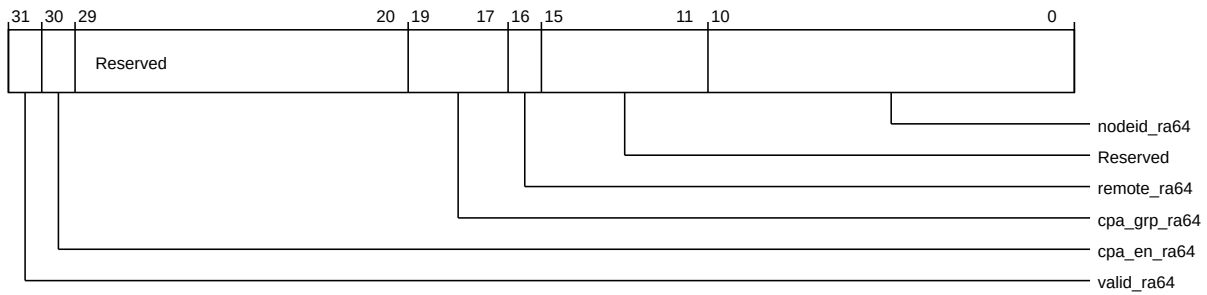 31 30 29 20 19 17 16 15 11 10 0
Reserved
nodeid_ra64
Reserved
remote_ra64
cpa_grp_ra64
cpa_en_ra64
valid_ra64